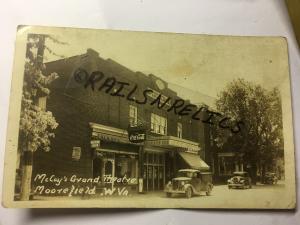 ©RAILSNRELICS
Coca-Cola
McCoy's Grand. Theatre
Moorefield .W.Va.